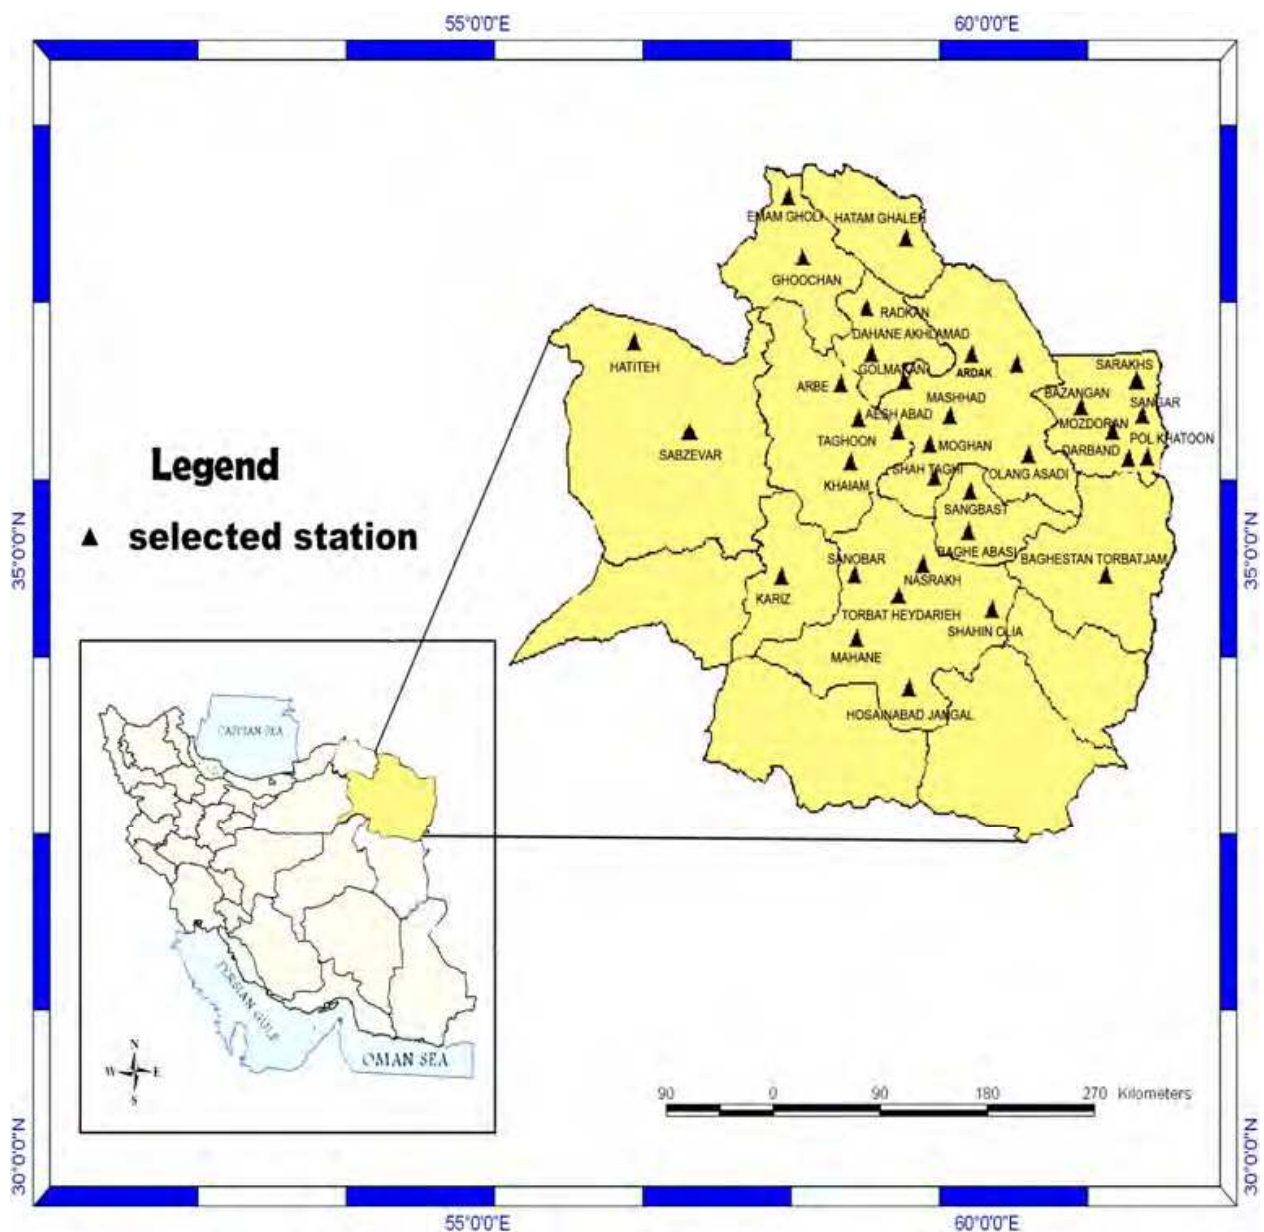 55°0'0"E 60°0'0"E
EMAM GHOLI
HATAM GHALEH
GHOOCHAN
RADKAN
DAHANE AKHLAMAD
HATITEH
GOLMAKAN
ARDAK
SARAKHS
ARBE
BAZANGAN
MASHHAD
SANGAR
AESH ABAD
MOZDORAN
TAGHOON
MOGHAN
DARBAND
POL KHATOON
SABZEVAR
SHAH TAGHI
OLANG ASADI
KHAIAM
SANGBAST
BAGHE ABASI
SANOBAR
BAGHESTAN TORBATJAM
NASRAKH
KARIZ
TORBAT HEYDARIEH
SHAHIN OLIA
MAHANE
HOSAINABAD JANGAL
Legend
selected station
35°0'0"N 35°0'0"N
CASPIAN SEA
PERSIAN GULF
OMAN SEA
N
W E
S
90 0 90 180 270 Kilometers
30°0'0"N 30°0'0"N
55°0'0"E 60°0'0"E